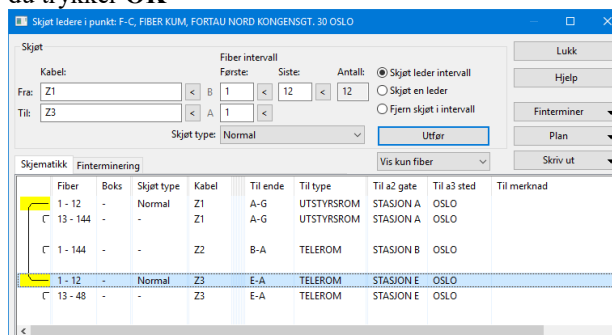 du trykker OK
Skjøt ledere i punkt: F-C, FIBER KUM, FORTAU NORD KONGENSGT. 30 OSLO
Skjøt
Lukk
Fiber intervall
Kabel: Første: Siste: Antall: Skjøt leder intervall
Hjelp
Fra: Z1 < B 1 < 12 < 12 Skjøt en leder
Til: Z3 < A 1 < Fjern skjøt i intervall
Finterminer
Skjøt type: Normal Utfør Plan
Skjematikk Finterminering Vis kun fiber Skriv ut
Fiber Boks Skjøt type Kabel Til ende Til type Til a2 gate Til a3 sted Til merknad
1 - 12 - Normal Z1 A-G UTSTYRSROM STASJON A OSLO
13 - 144 - - Z1 A-G UTSTYRSROM STASJON A OSLO
1 - 144 - - Z2 B-A TELEROM STASJON B OSLO
1 - 12 - Normal Z3 E-A TELEROM STASJON E OSLO
13 - 48 - - Z3 E-A TELEROM STASJON E OSLO
<